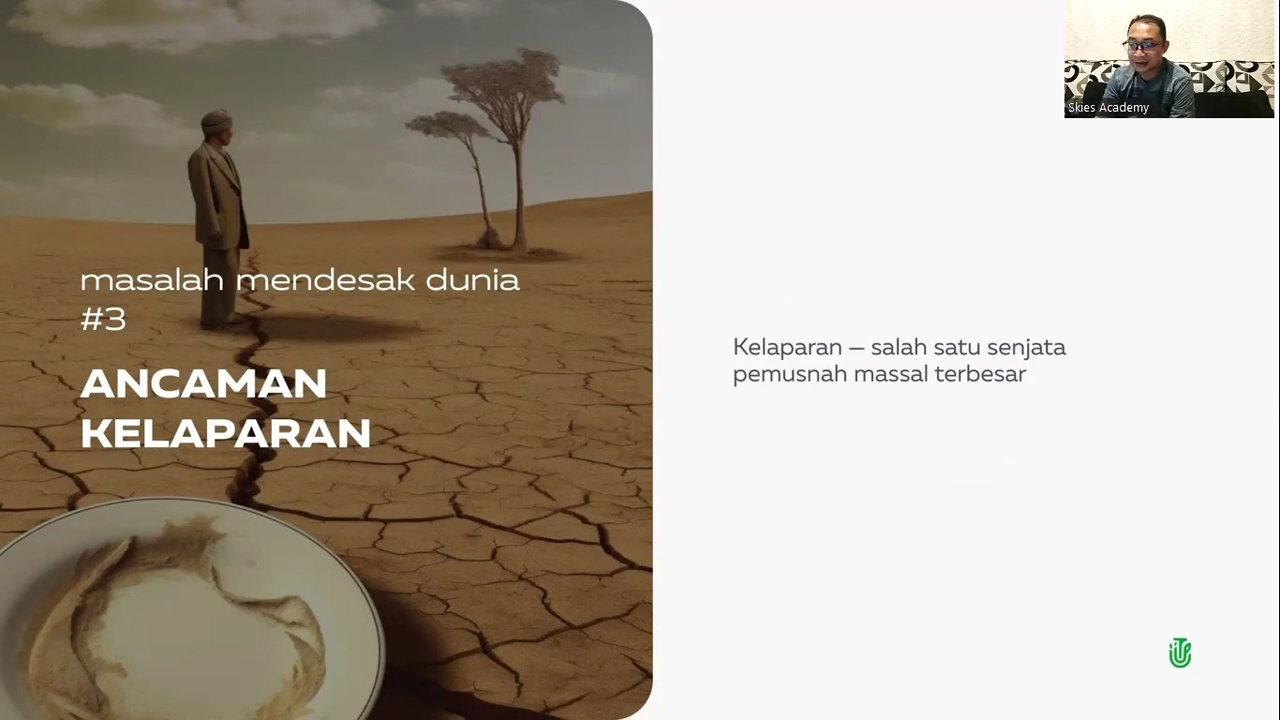 masalah mendesak dunia
#3
ANCAMAN
KELAPARAN
Kelaparan – salah satu senjata
pemusnah massal terbesar
Skies Academy